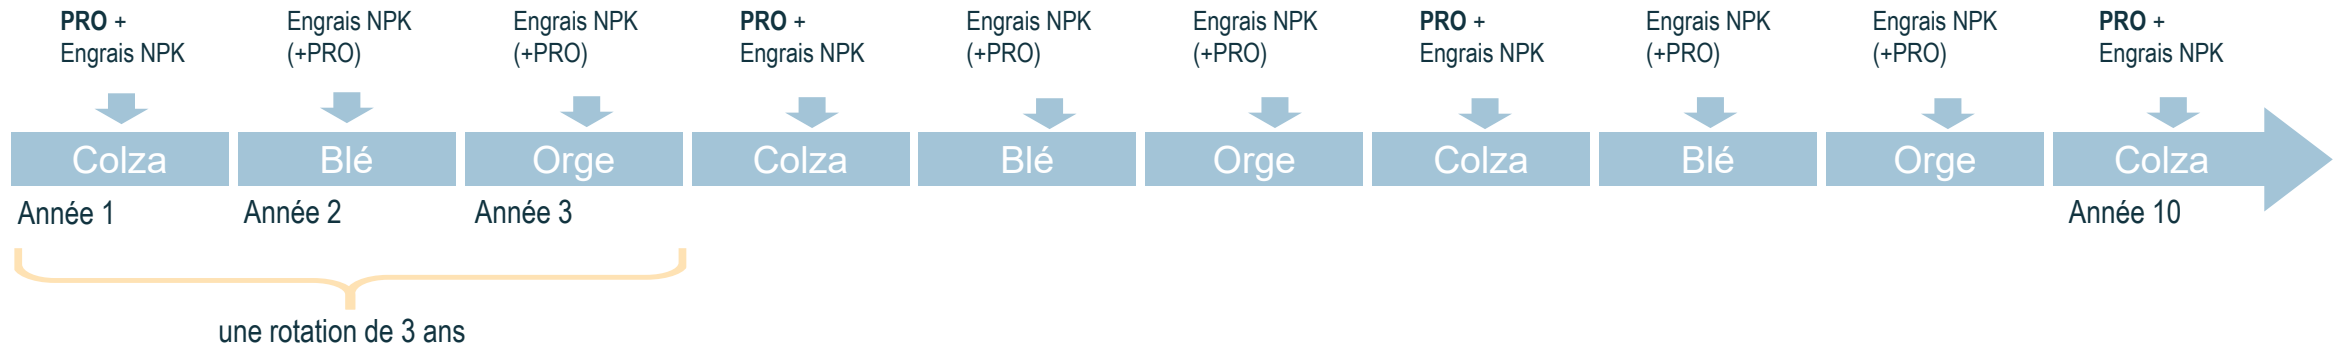 PRO +
Engrais NPK
Engrais NPK
(+PRO)
Engrais NPK
(+PRO)
PRO +
Engrais NPK
Engrais NPK
(+PRO)
Engrais NPK
(+PRO)
PRO +
Engrais NPK
Engrais NPK
(+PRO)
Engrais NPK
(+PRO)
PRO +
Engrais NPK
Colza
Blé
Orge
Colza
Blé
Orge
Colza
Blé
Orge
Colza
Année 1
Année 2
Année 3
Année 10
une rotation de 3 ans